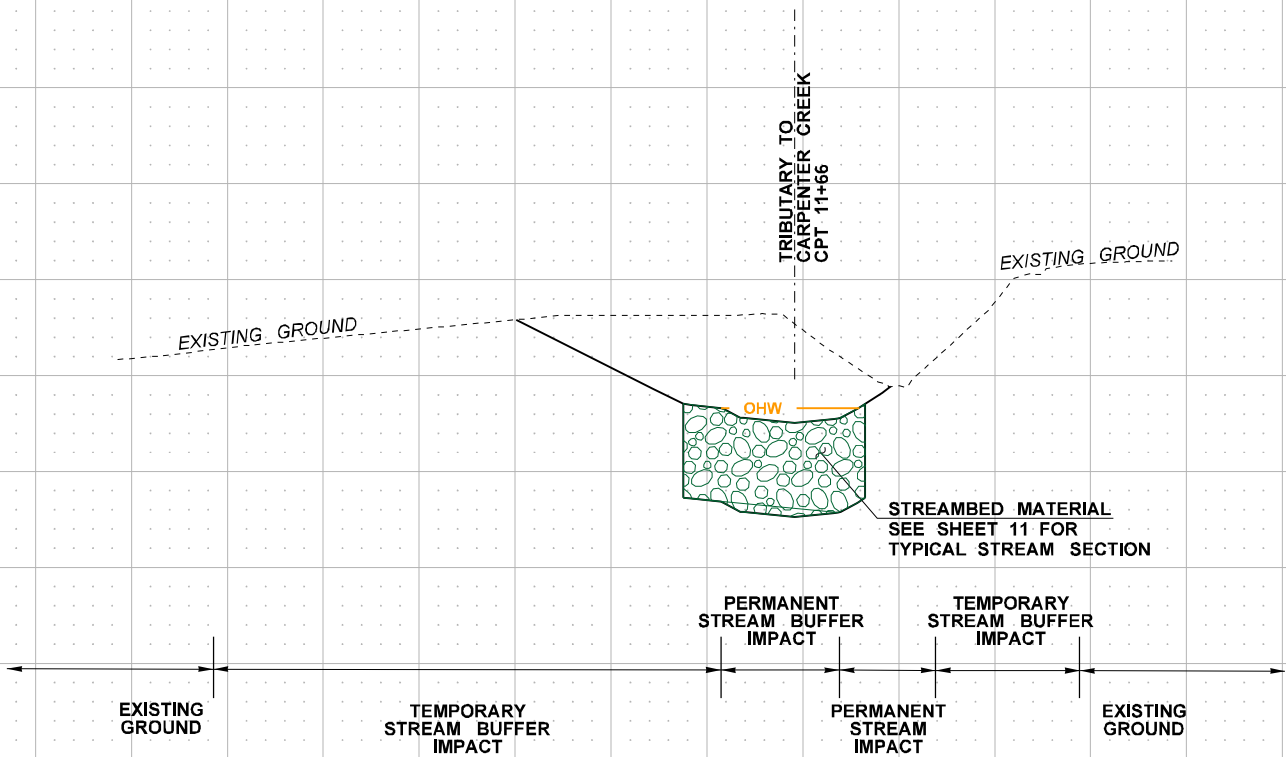 TRIBUTARY TO
CARPENTER CREEK
CPT 11+66
EXISTING GROUND
EXISTING GROUND
OHW
STREAMBED MATERIAL
SEE SHEET 11 FOR
TYPICAL STREAM SECTION
PERMANENT
STREAM BUFFER
IMPACT
TEMPORARY
STREAM BUFFER
IMPACT
EXISTING
GROUND
TEMPORARY
STREAM BUFFER
IMPACT
PERMANENT
STREAM
IMPACT
EXISTING
GROUND